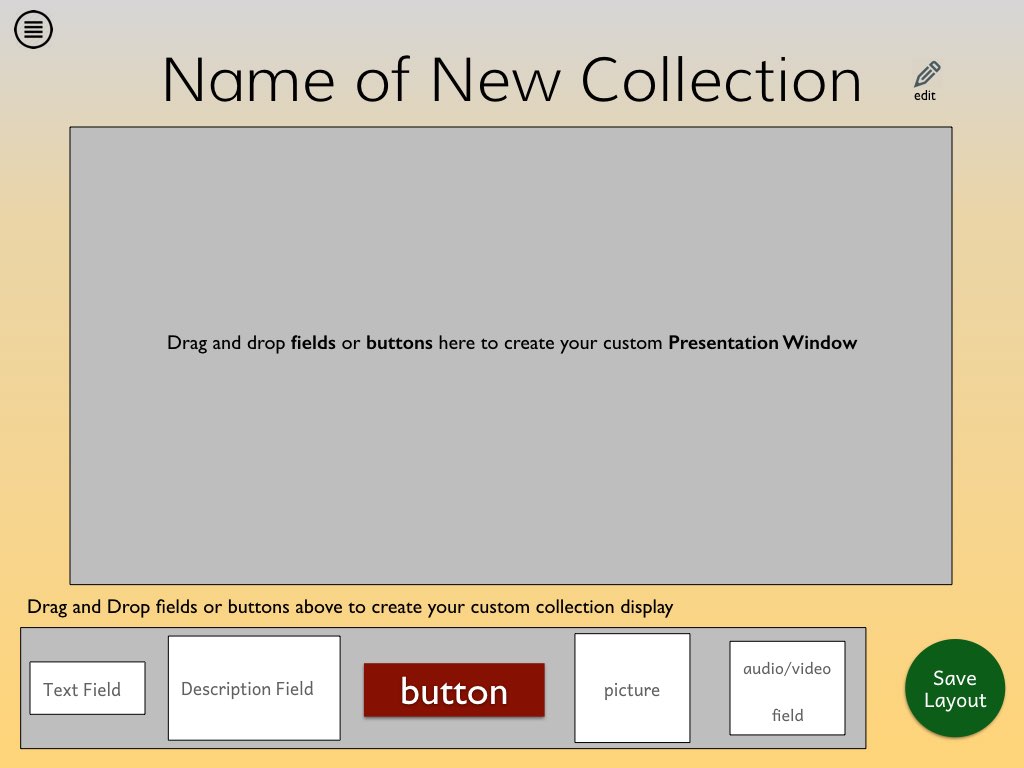 Name of New Collection
edit
Drag and drop fields or buttons here to create your custom Presentation Window
Drag and Drop fields or buttons above to create your custom collection display
Text Field
Description Field
button
picture
audio/video
field
Save
Layout